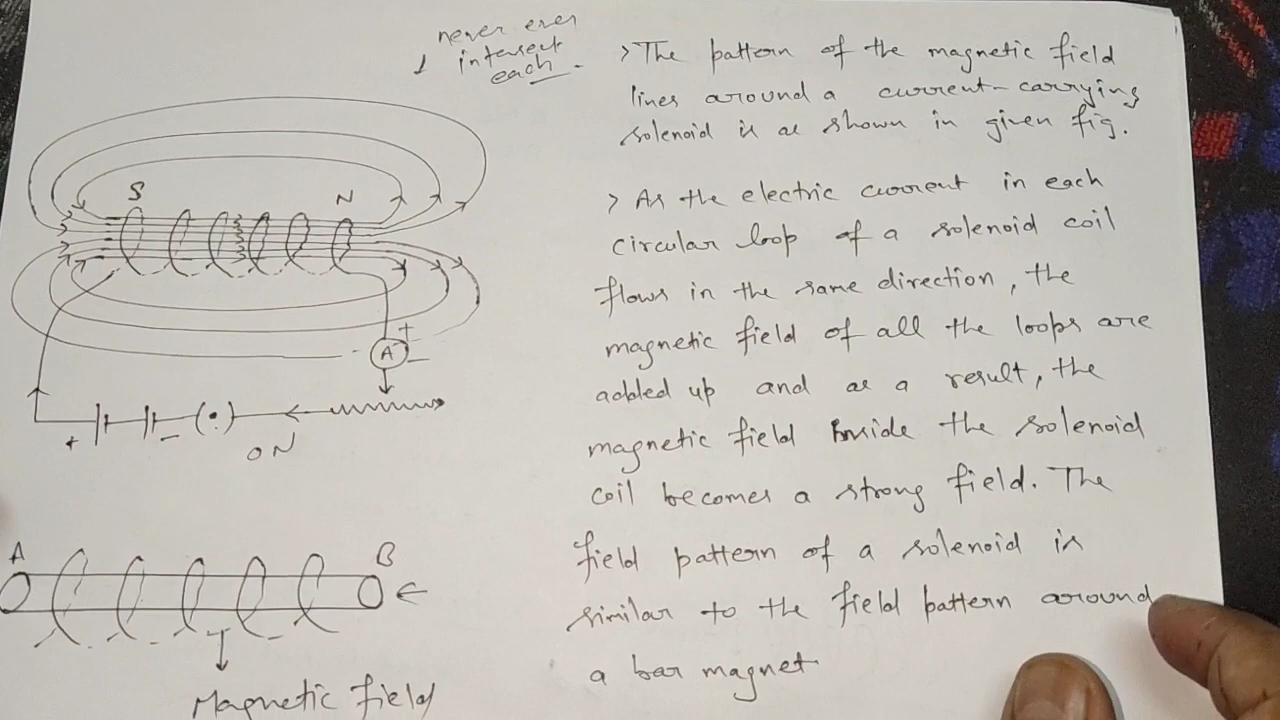 never ever
intersect
each
S
N
+
A
-
+
-
(•)
ON
A
B
Magnetic field
> The pattern of the magnetic field
lines around a current-carrying
solenoid is as shown in given fig.
> As the electric current in each
circular loop of a solenoid coil
flows in the same direction, the
magnetic field of all the loops are
added up and as a result, the
magnetic field inside the solenoid
coil becomes a strong field. The
field pattern of a solenoid is
similar to the field pattern around
a bar magnet